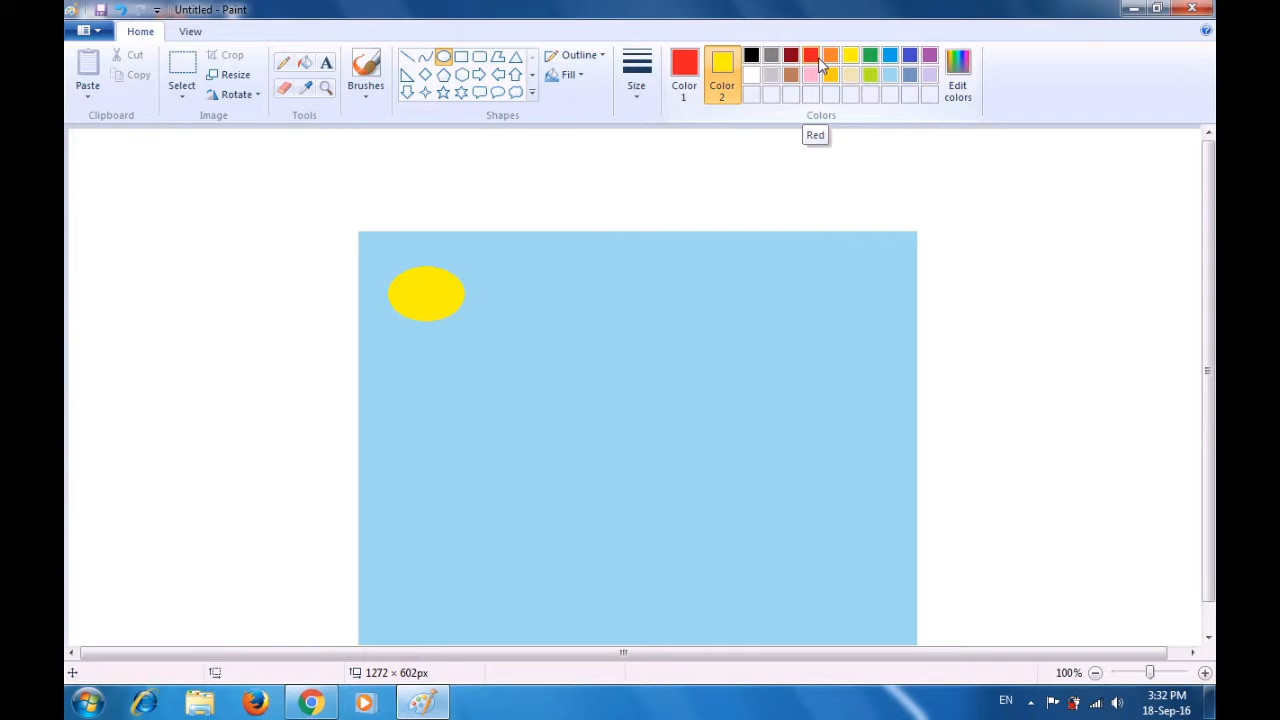 Untitled - Paint
Home View
Paste
Cut
Copy
Clipboard
Select
Crop
Resize
Rotate
Image
A
Tools
Brushes
Outline
Fill
Shapes
Size
Color 1
Color 2
Edit colors
Colors
Red
1272 × 602px
100%
EN
3:32 PM
18-Sep-16